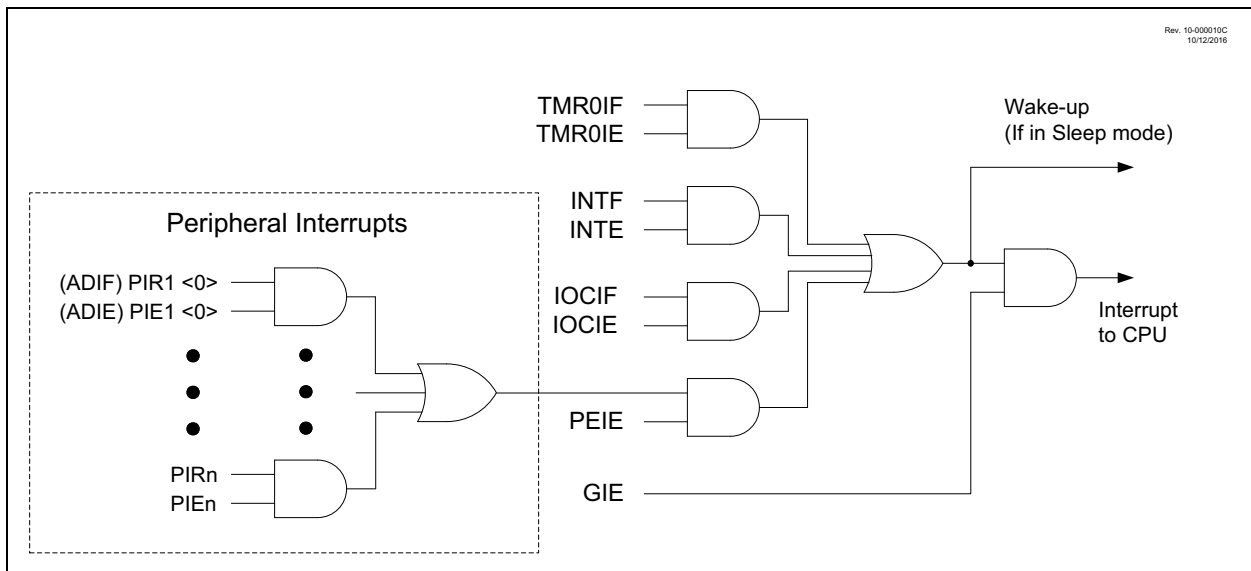 Rev. 10-000010C
10/12/2016
TMR0IF
TMR0IE
Wake-up
(If in Sleep mode)
INTF
INTE
Peripheral Interrupts
(ADIF) PIR1 <0>
(ADIE) PIE1 <0>
IOCIF
IOCIE
Interrupt
to CPU
PEIE
PIRn
PIEn
GIE